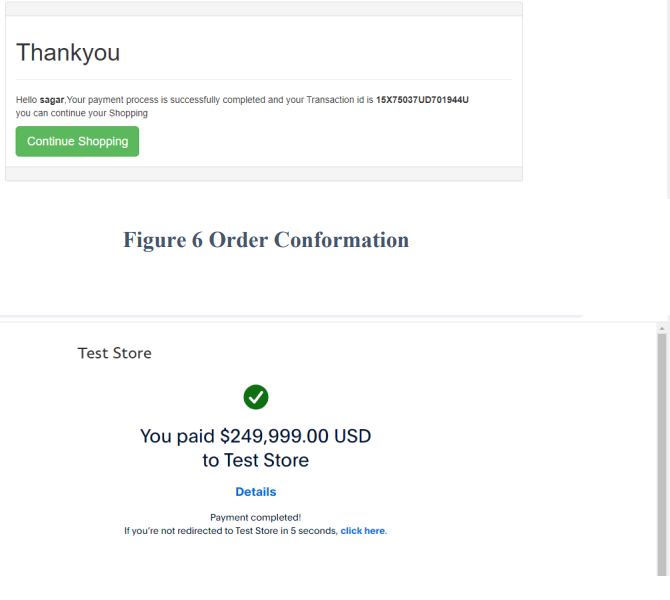 Thankyou
Hello sagar,Your payment process is successfully completed and your Transaction id is 15X75037UD701944U
you can continue your Shopping
Continue Shopping
Figure 6 Order Conformation
Test Store
You paid $249,999.00 USD
to Test Store
Details
Payment completed!
If you're not redirected to Test Store in 5 seconds, click here.